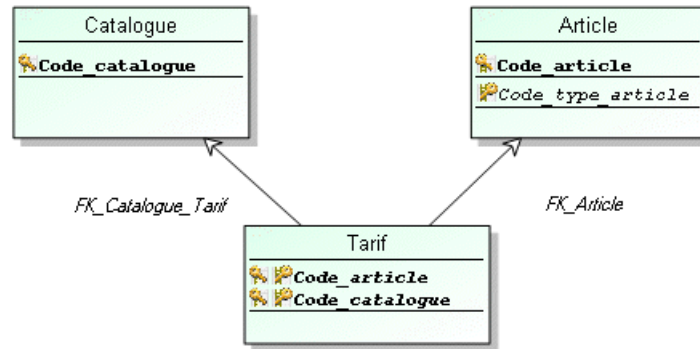 Catalogue
Code_catalogue
Article
Code_article
Code_type_article
FK_Catalogue_Tarif
FK_Article
Tarif
Code_article
Code_catalogue